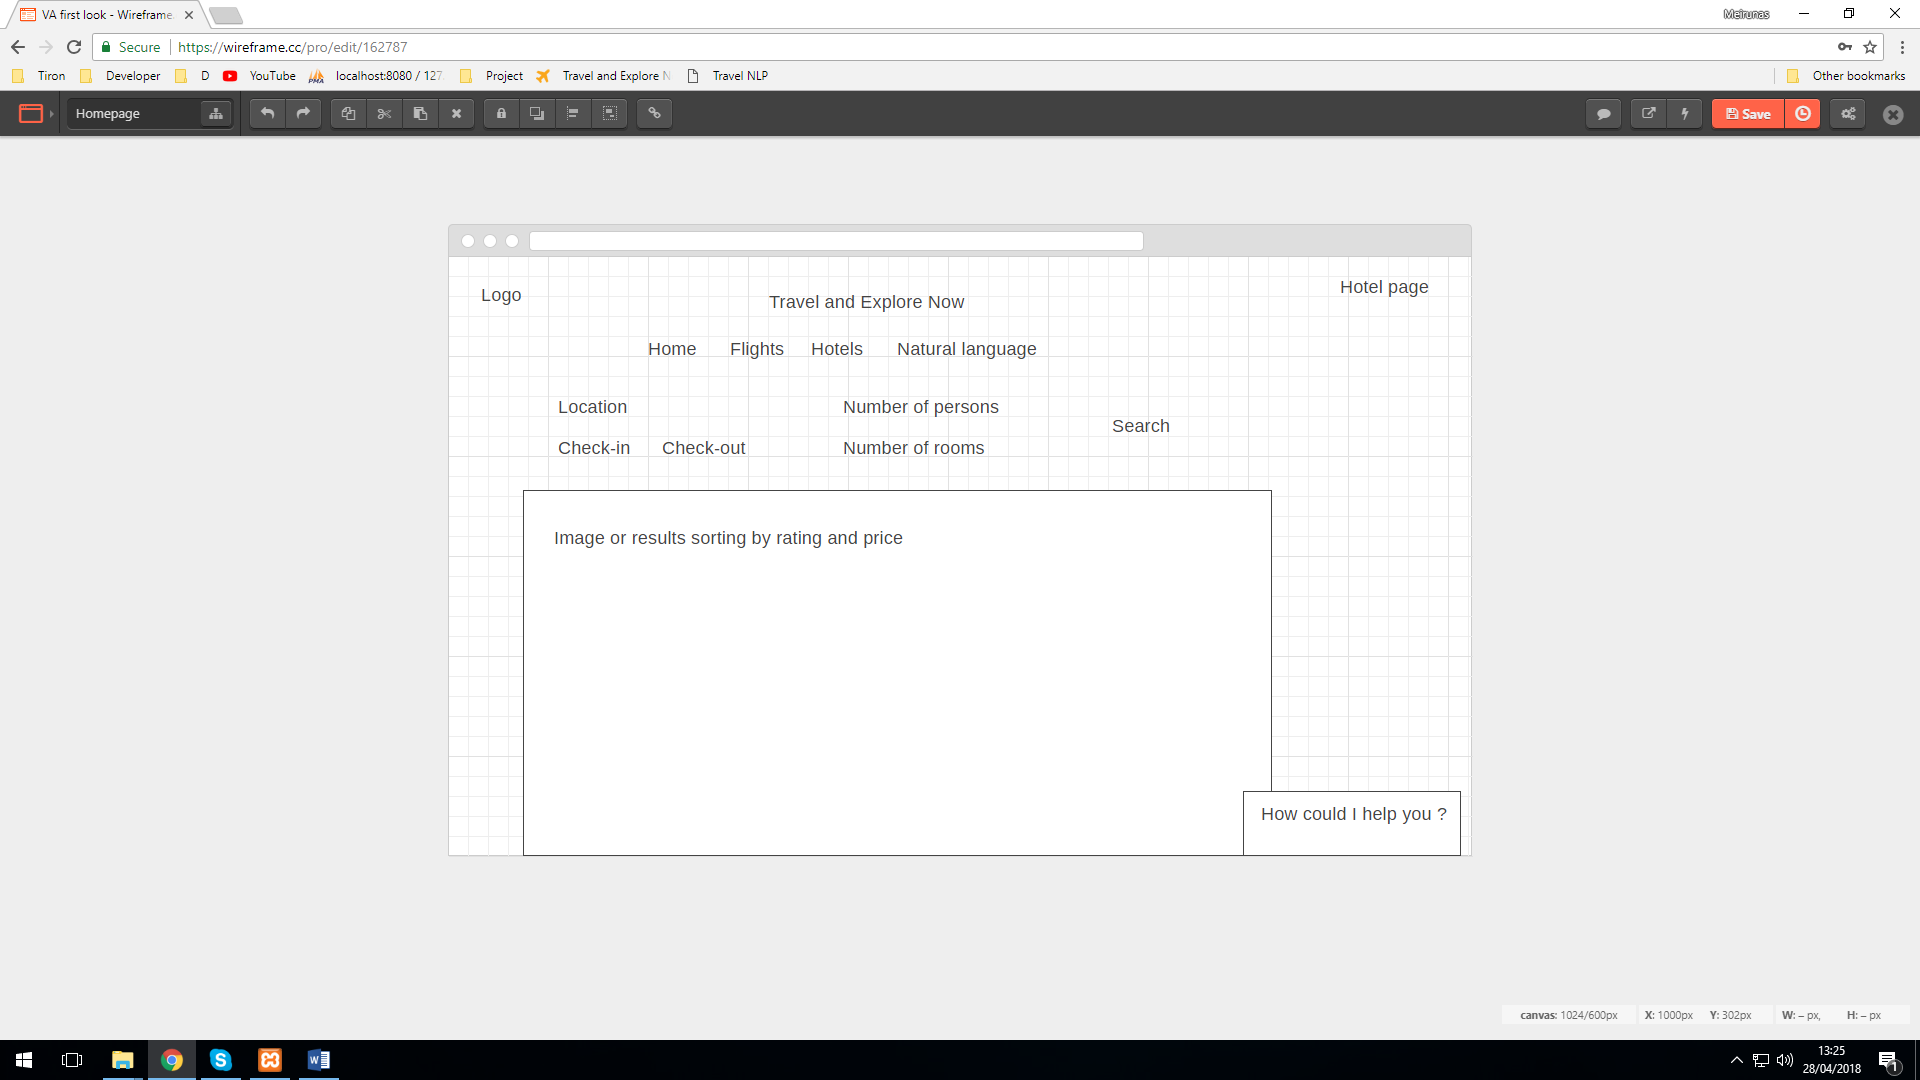 VA first look - Wireframe
Meirunas
Secure https://wireframe.cc/pro/edit/162787
Tiron Developer D YouTube localhost:8080 / 127. Project Travel and Explore N Travel NLP Other bookmarks
Homepage Save
Logo Travel and Explore Now Hotel page
Home Flights Hotels Natural language
Location Number of persons
Search
Check-in Check-out Number of rooms
Image or results sorting by rating and price
How could I help you ?
canvas: 1024/600px X: 1000px Y: 302px W: – px, H: – px
13:25
28/04/2018
1